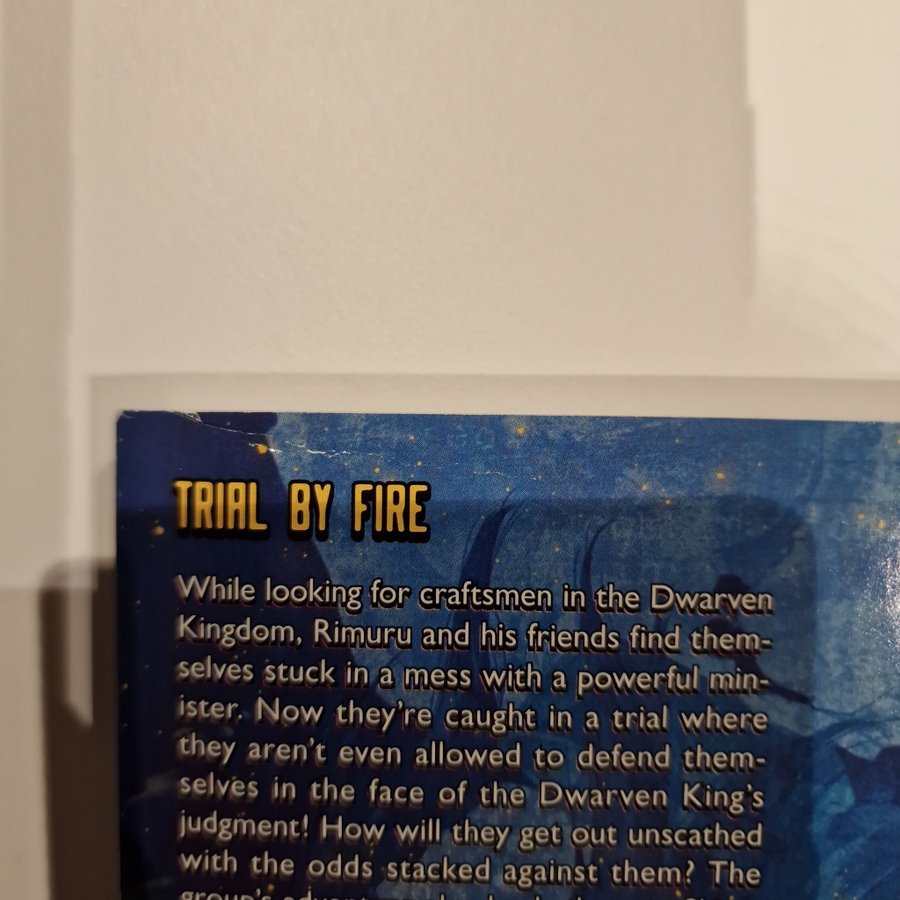 TRIAL BY FIRE
While looking for craftsmen in the Dwarven
Kingdom, Rimuru and his friends find them-
selves stuck in a mess with a powerful min-
ister. Now they're caught in a trial where
they aren't even allowed to defend them-
selves in the face of the Dwarven King's
judgment! How will they get out unscathed
with the odds stacked against them? The
group's